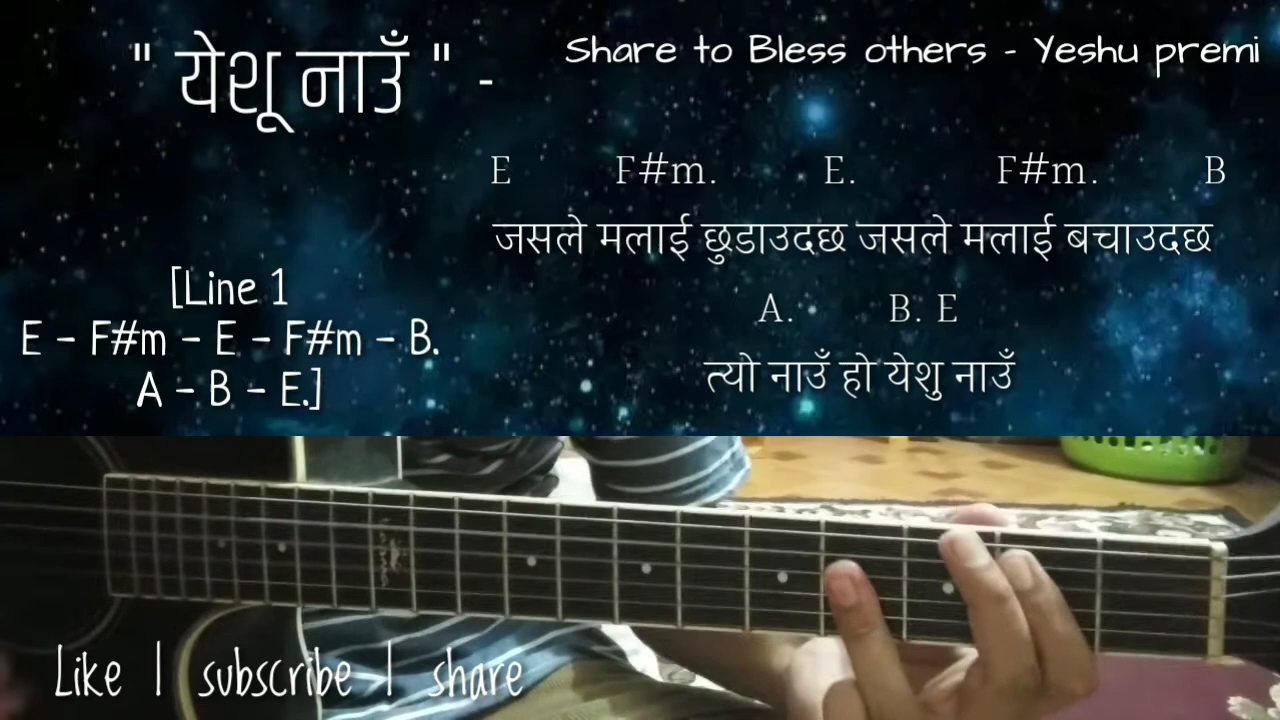 " येशू नाउँ " -
Share to Bless others - Yeshu premi
E F#m. E. F#m. B
जसले मलाई छुडाउदछ जसले मलाई बचाउदछ
A. B. E
त्यो नाउँ हो येशु नाउँ
[Line 1
E - F#m - E - F#m - B.
A - B - E.]
Like | subscribe | share